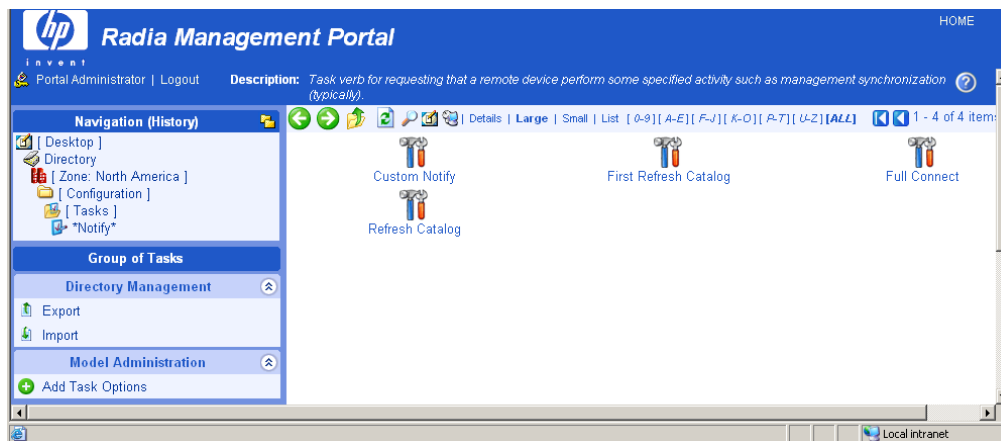 HOME
hp
invent
Radia Management Portal
Portal Administrator | Logout
Description: Task verb for requesting that a remote device perform some specified activity such as management synchronization (typically).
Navigation (History)
[ Desktop ]
Directory
[ Zone: North America ]
[ Configuration ]
[ Tasks ]
*Notify*
Group of Tasks
Directory Management
Export
Import
Model Administration
Add Task Options
| Details | Large | Small | List [ 0-9 ] [ A-E ] [ F-J ] [ K-O ] [ P-T ] [ U-Z ] [ALL] 1 - 4 of 4 item
Custom Notify
First Refresh Catalog
Full Connect
Refresh Catalog
Local intranet